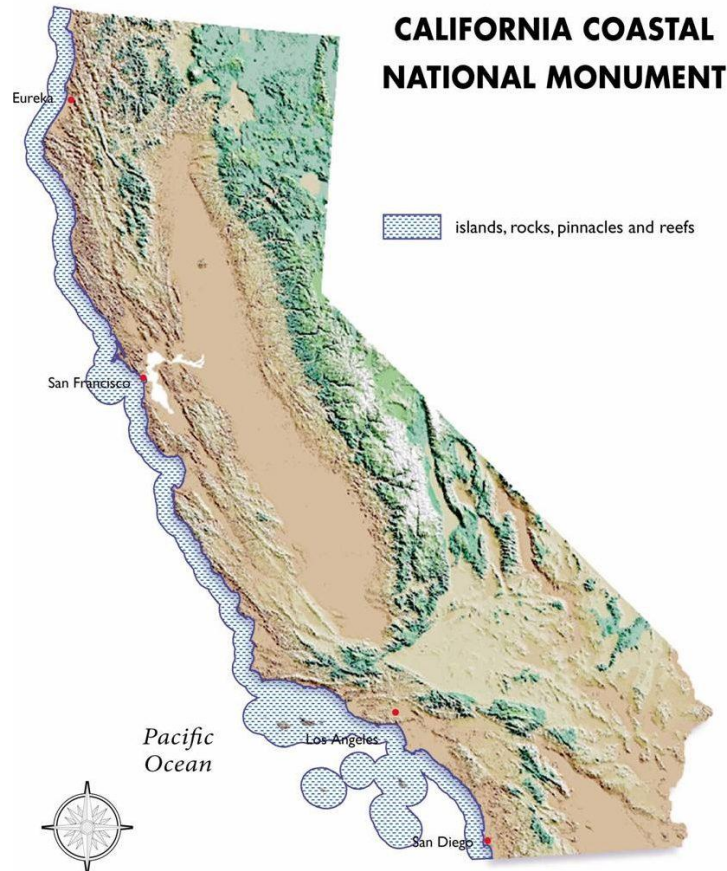 CALIFORNIA COASTAL
NATIONAL MONUMENT
Eureka
islands, rocks, pinnacles and reefs
San Francisco
Pacific
Ocean
Los Angeles
San Diego